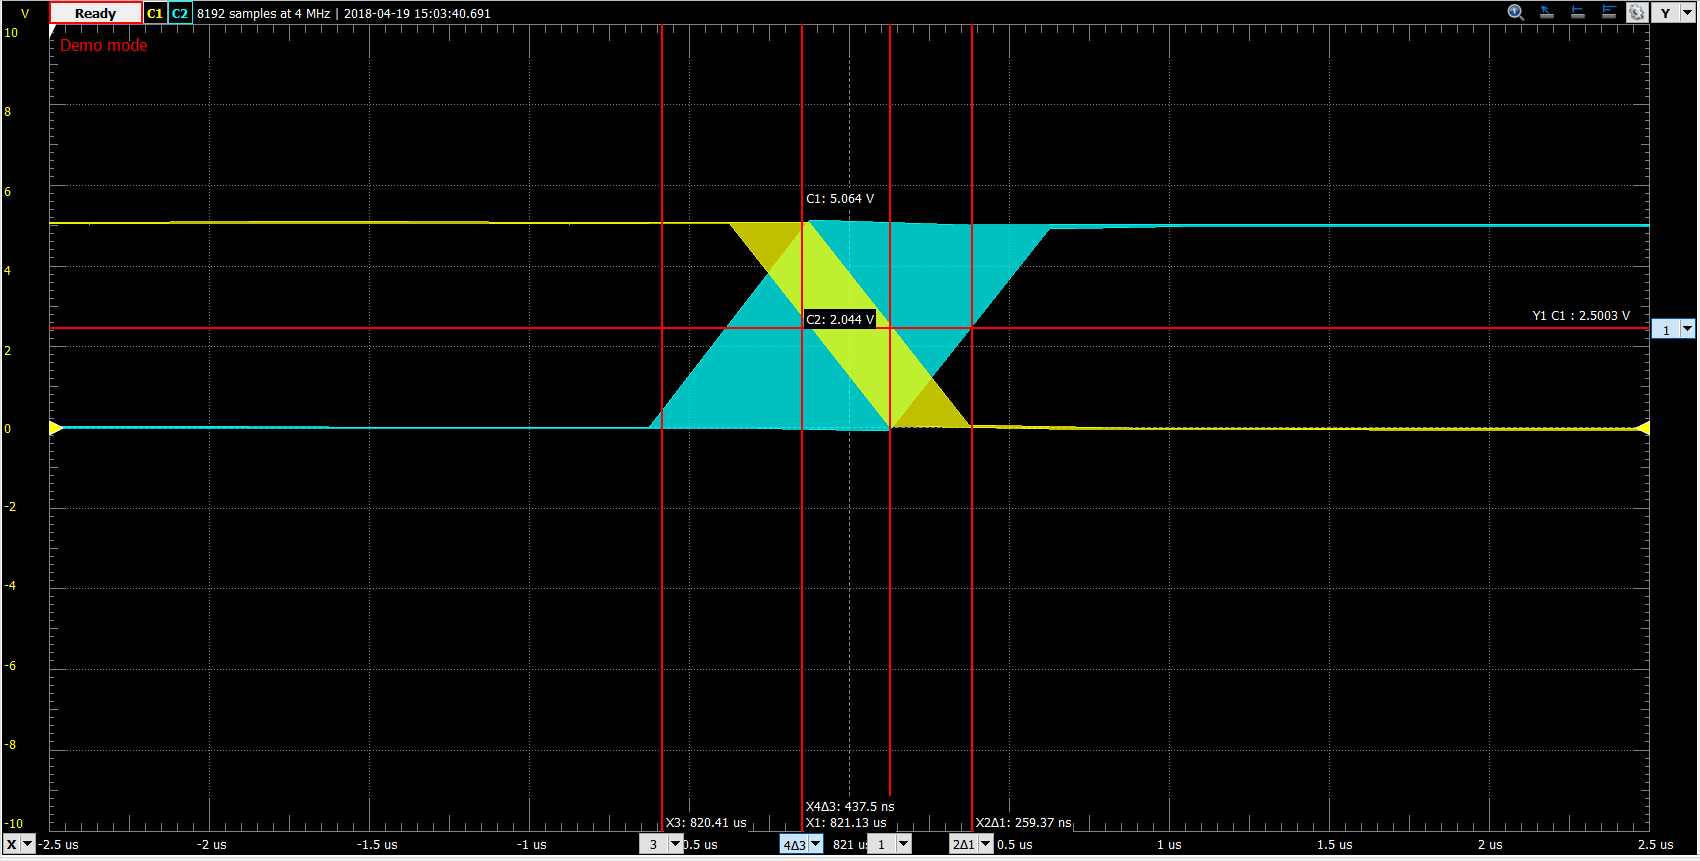 V Ready C1 C2 8192 samples at 4 MHz | 2018-04-19 15:03:40.691 Y
10
Demo mode
8
6
C1: 5.064 V
4
C2: 2.044 V
Y1 C1 : 2.5003 V
1
2
0
-2
-4
-6
-8
X4Δ3: 437.5 ns
-10
X3: 820.41 us X1: 821.13 us X2Δ1: 259.37 ns
X -2.5 us -2 us -1.5 us -1 us 3 0.5 us 4Δ3 821 us 1 2Δ1 0.5 us 1 us 1.5 us 2 us 2.5 us